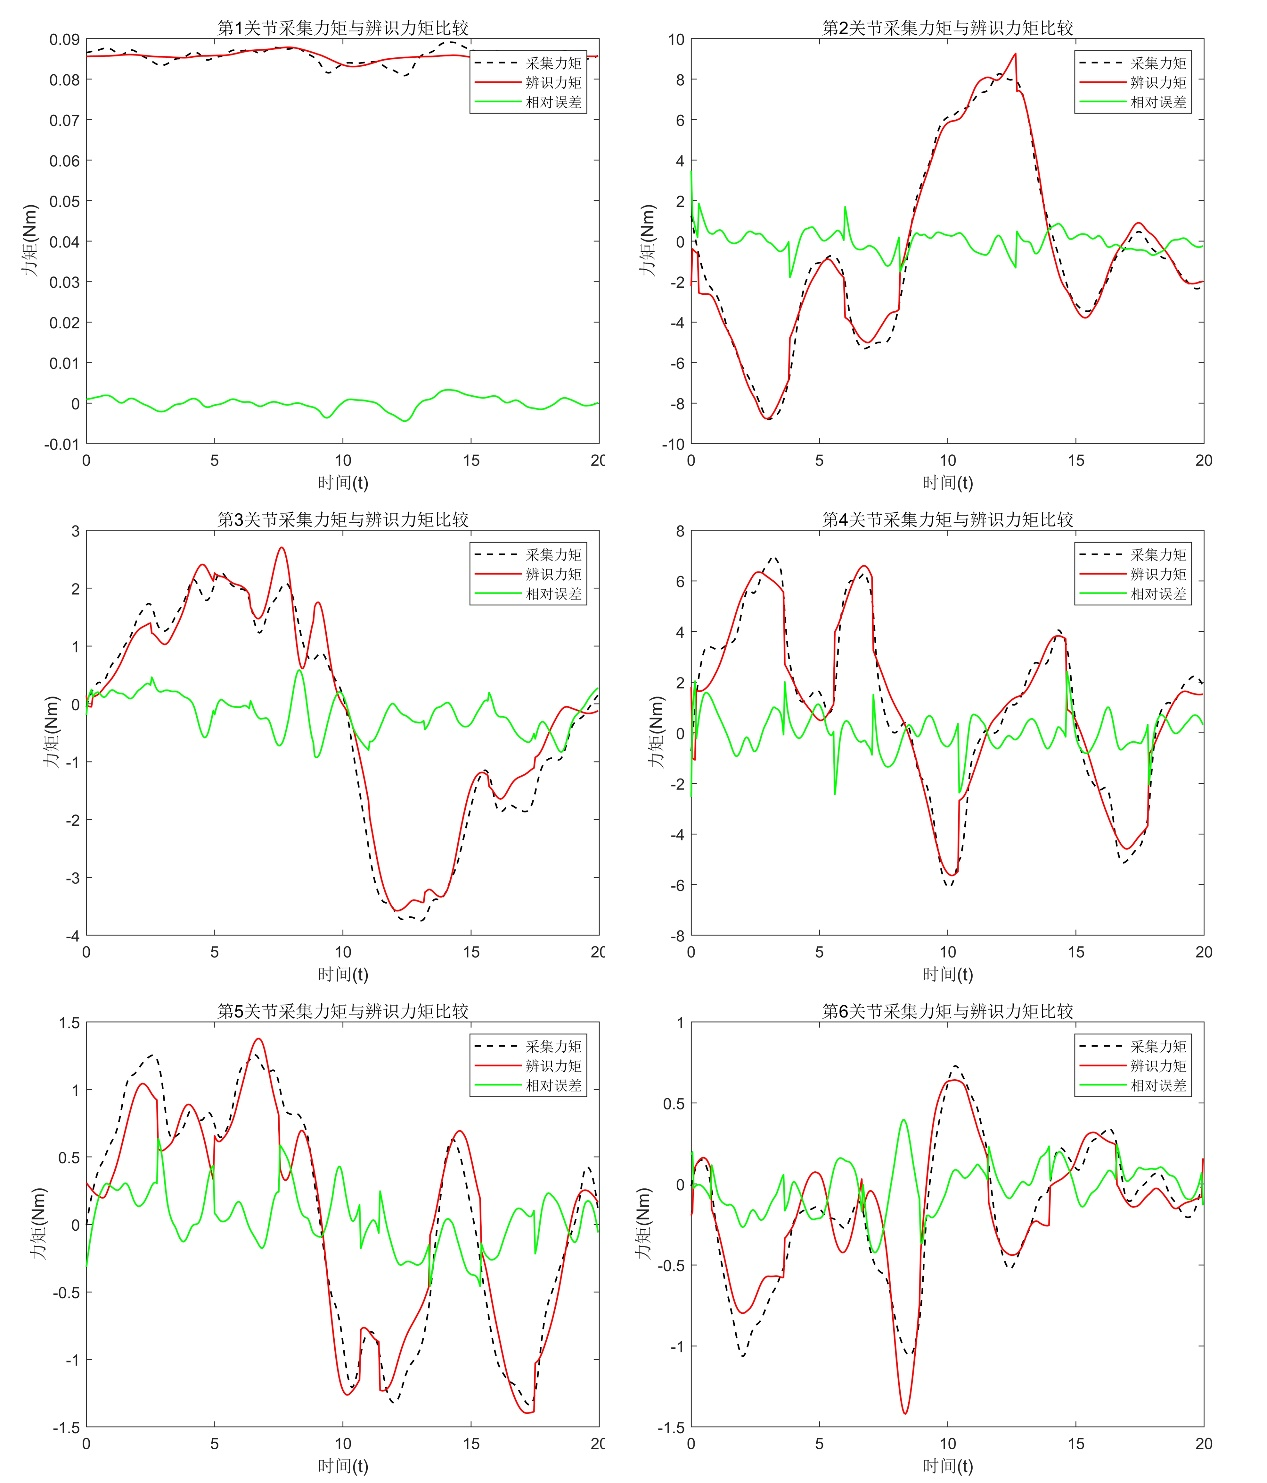 第1关节采集力矩与辨识力矩比较
0.09
0.08
0.07
0.06
0.05
0.04
0.03
0.02
0.01
0
-0.01
力矩(Nm)
采集力矩
辨识力矩
相对误差
0 5 10 15 20
时间(t)
第2关节采集力矩与辨识力矩比较
10
8
6
4
2
0
-2
-4
-6
-8
-10
力矩(Nm)
采集力矩
辨识力矩
相对误差
0 5 10 15 20
时间(t)
第3关节采集力矩与辨识力矩比较
3
2
1
0
-1
-2
-3
-4
力矩(Nm)
采集力矩
辨识力矩
相对误差
0 5 10 15 20
时间(t)
第4关节采集力矩与辨识力矩比较
8
6
4
2
0
-2
-4
-6
-8
力矩(Nm)
采集力矩
辨识力矩
相对误差
0 5 10 15 20
时间(t)
第5关节采集力矩与辨识力矩比较
1.5
1
0.5
0
-0.5
-1
-1.5
力矩(Nm)
采集力矩
辨识力矩
相对误差
0 5 10 15 20
时间(t)
第6关节采集力矩与辨识力矩比较
1
0.5
0
-0.5
-1
-1.5
力矩(Nm)
采集力矩
辨识力矩
相对误差
0 5 10 15 20
时间(t)